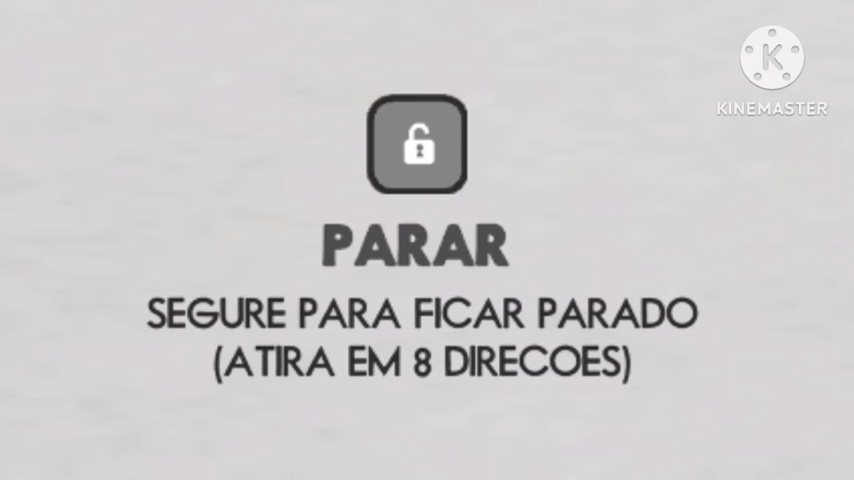 K
KINEMASTER
PARAR
SEGURE PARA FICAR PARADO
(ATIRA EM 8 DIRECOES)